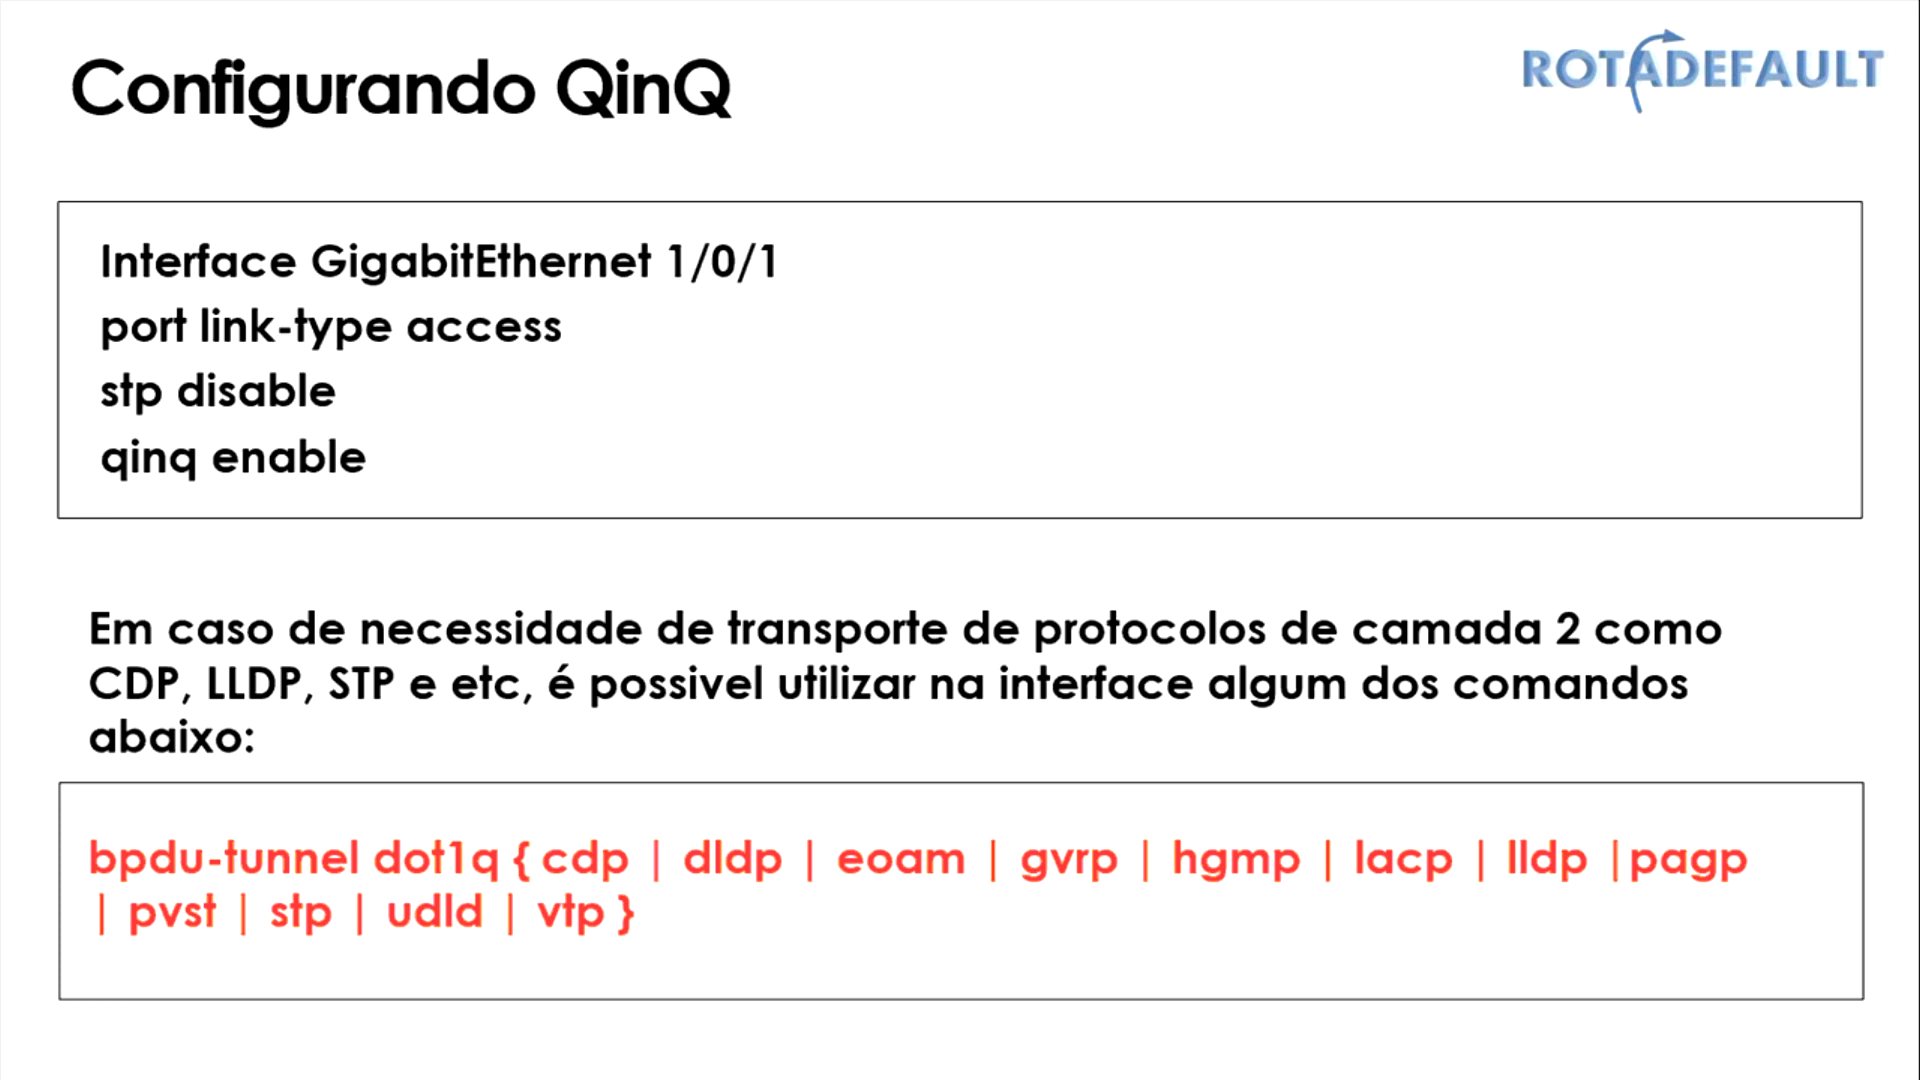 Configurando QinQ
ROTADEFAULT
Interface GigabitEthernet 1/0/1
port link-type access
stp disable
qinq enable
Em caso de necessidade de transporte de protocolos de camada 2 como
CDP, LLDP, STP e etc, é possivel utilizar na interface algum dos comandos
abaixo:
bpdu-tunnel dot1q { cdp | dldp | eoam | gvrp | hgmp | lacp | lldp |pagp
| pvst | stp | udld | vtp }